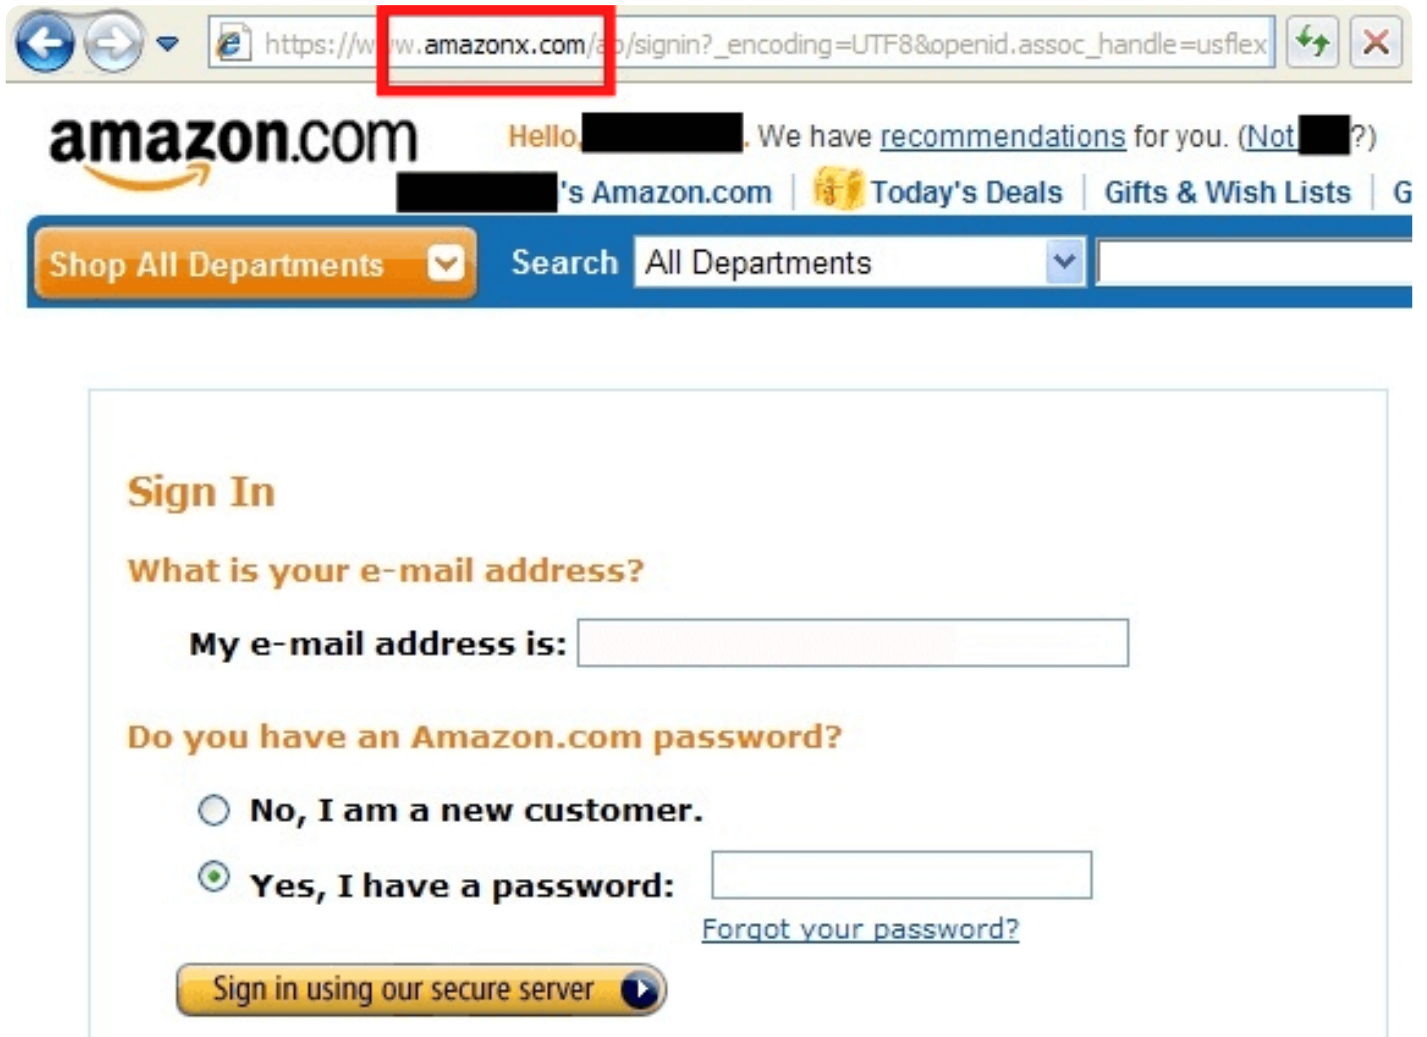 https://www.amazonx.com/ap/signin?_encoding=UTF8&openid.assoc_handle=usflex
amazon.com
Hello, . We have recommendations for you. (Not ?)
's Amazon.com | Today's Deals | Gifts & Wish Lists | G
Shop All Departments Search All Departments
Sign In
What is your e-mail address?
My e-mail address is:
Do you have an Amazon.com password?
No, I am a new customer.
Yes, I have a password:
Forgot your password?
Sign in using our secure server